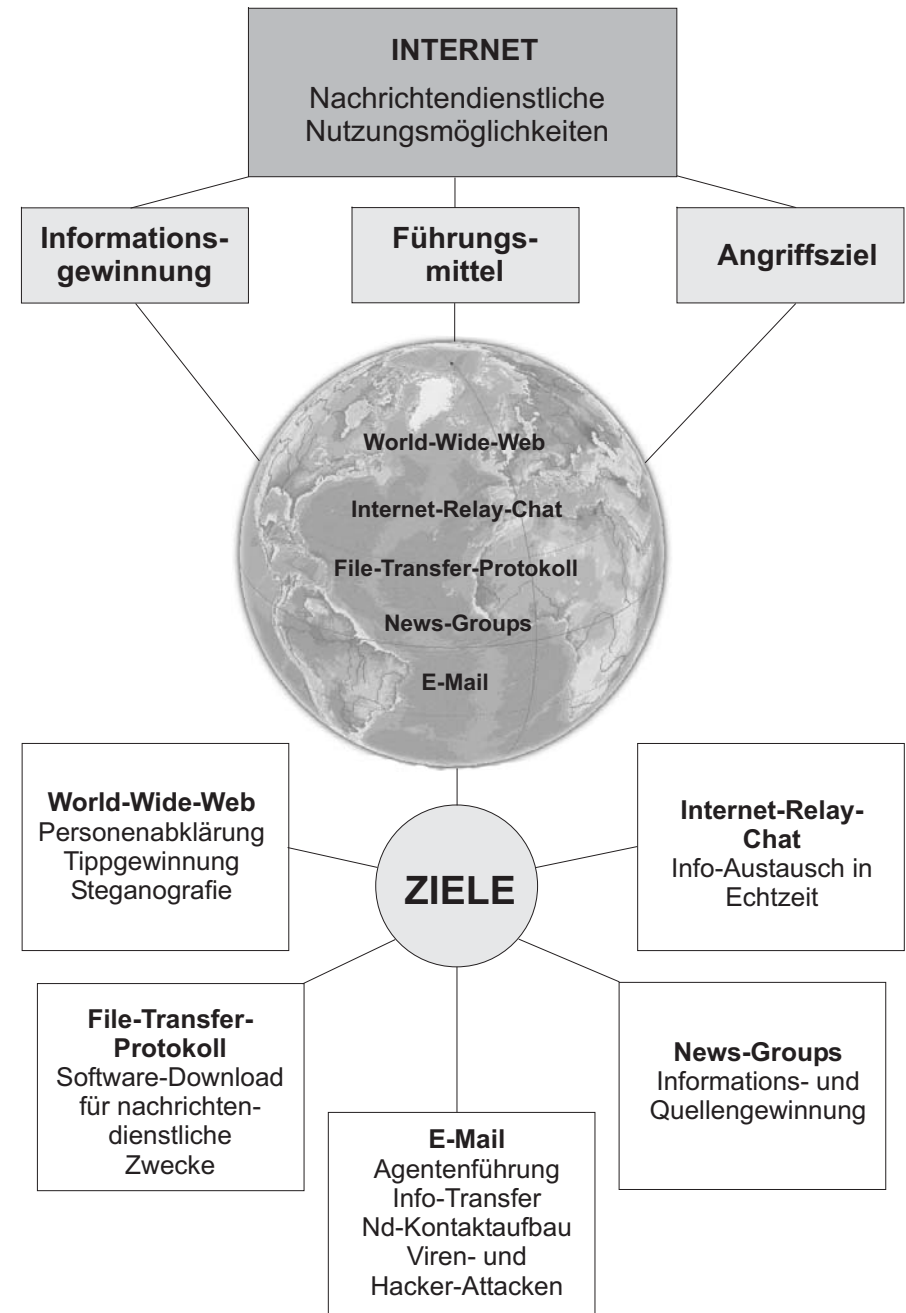 INTERNET
Nachrichtendienstliche
Nutzungsmöglichkeiten
Informations-
gewinnung
Führungs-
mittel
Angriffsziel
World-Wide-Web
Internet-Relay-Chat
File-Transfer-Protokoll
News-Groups
E-Mail
World-Wide-Web
Personenabklärung
Tippgewinnung
Steganografie
ZIELE
Internet-Relay-
Chat
Info-Austausch in
Echtzeit
File-Transfer-
Protokoll
Software-Download
für nachrichten-
dienstliche
Zwecke
E-Mail
Agentenführung
Info-Transfer
Nd-Kontaktaufbau
Viren- und
Hacker-Attacken
News-Groups
Informations- und
Quellengewinnung